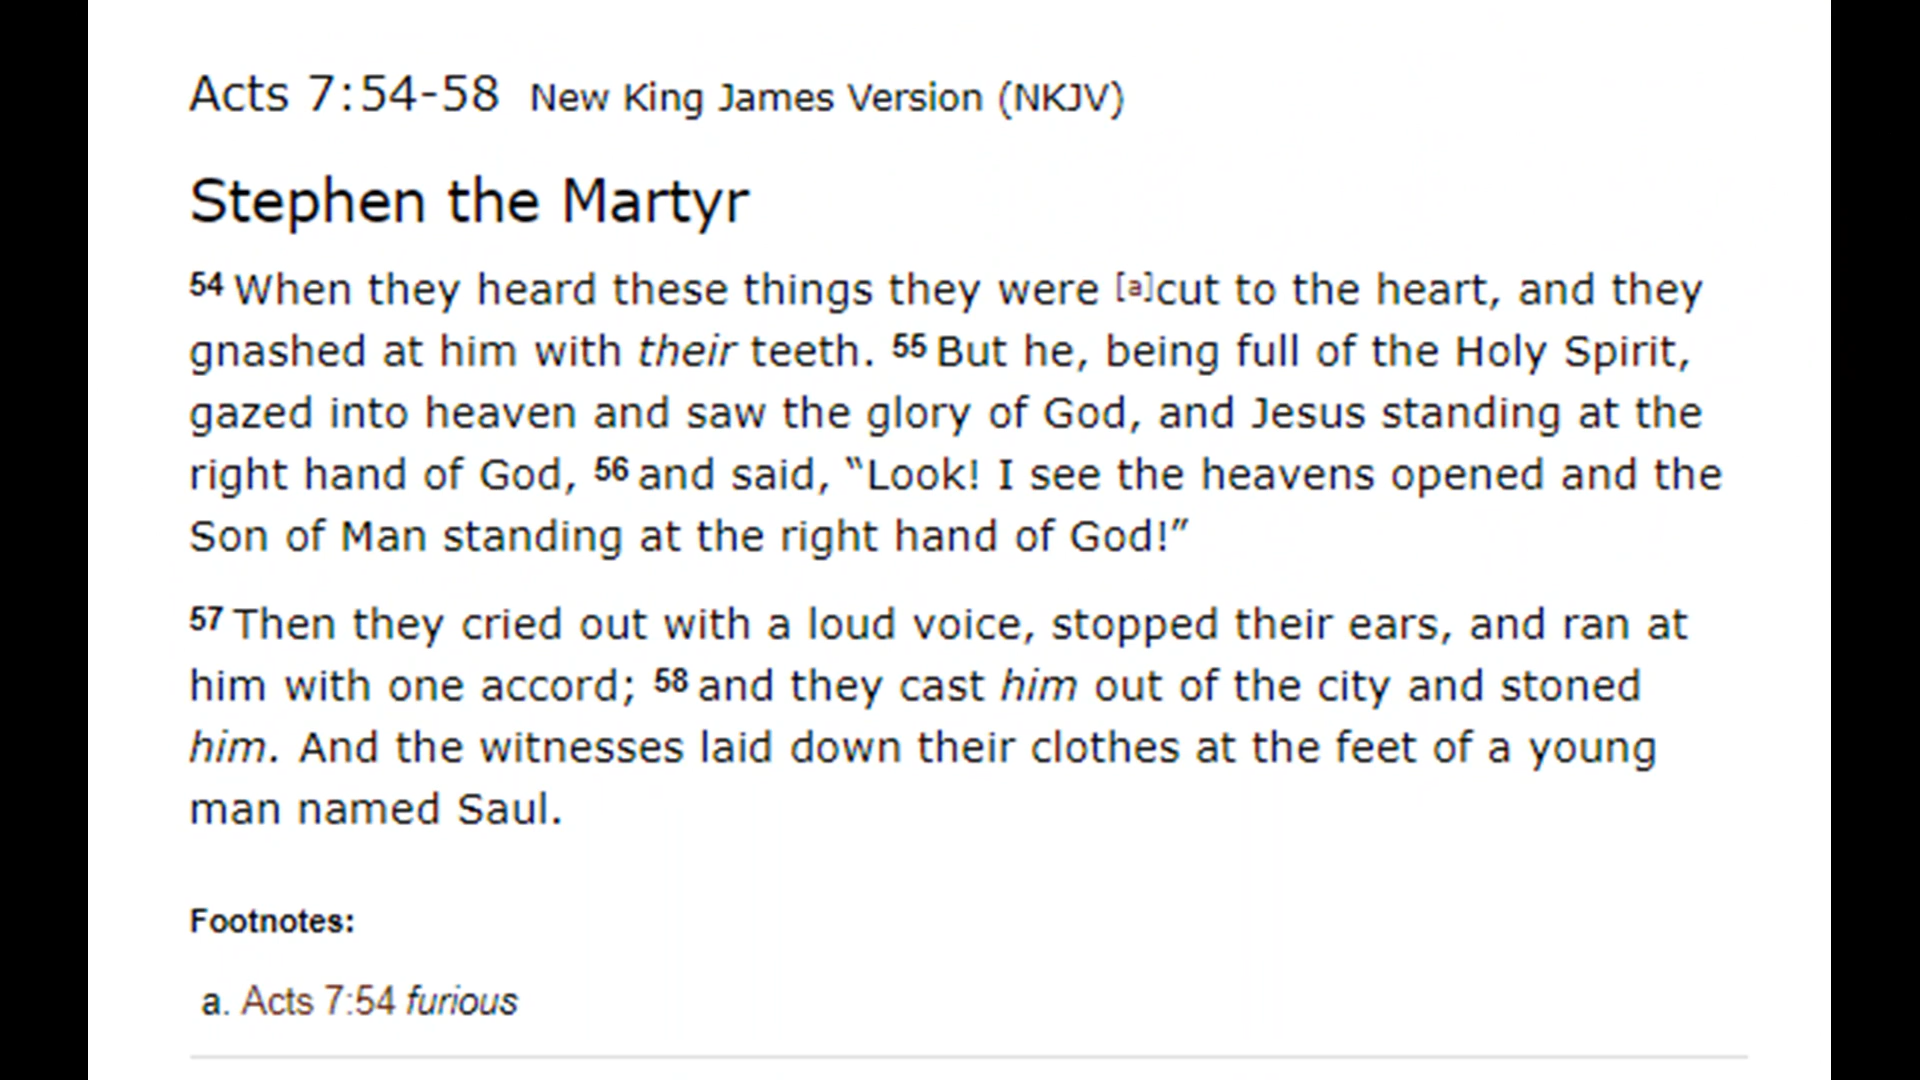 Acts 7:54-58 New King James Version (NKJV)
Stephen the Martyr
54 When they heard these things they were [a]cut to the heart, and they
gnashed at him with their teeth. 55 But he, being full of the Holy Spirit,
gazed into heaven and saw the glory of God, and Jesus standing at the
right hand of God, 56 and said, “Look! I see the heavens opened and the
Son of Man standing at the right hand of God!”
57 Then they cried out with a loud voice, stopped their ears, and ran at
him with one accord; 58 and they cast him out of the city and stoned
him. And the witnesses laid down their clothes at the feet of a young
man named Saul.
Footnotes:
a. Acts 7:54 furious